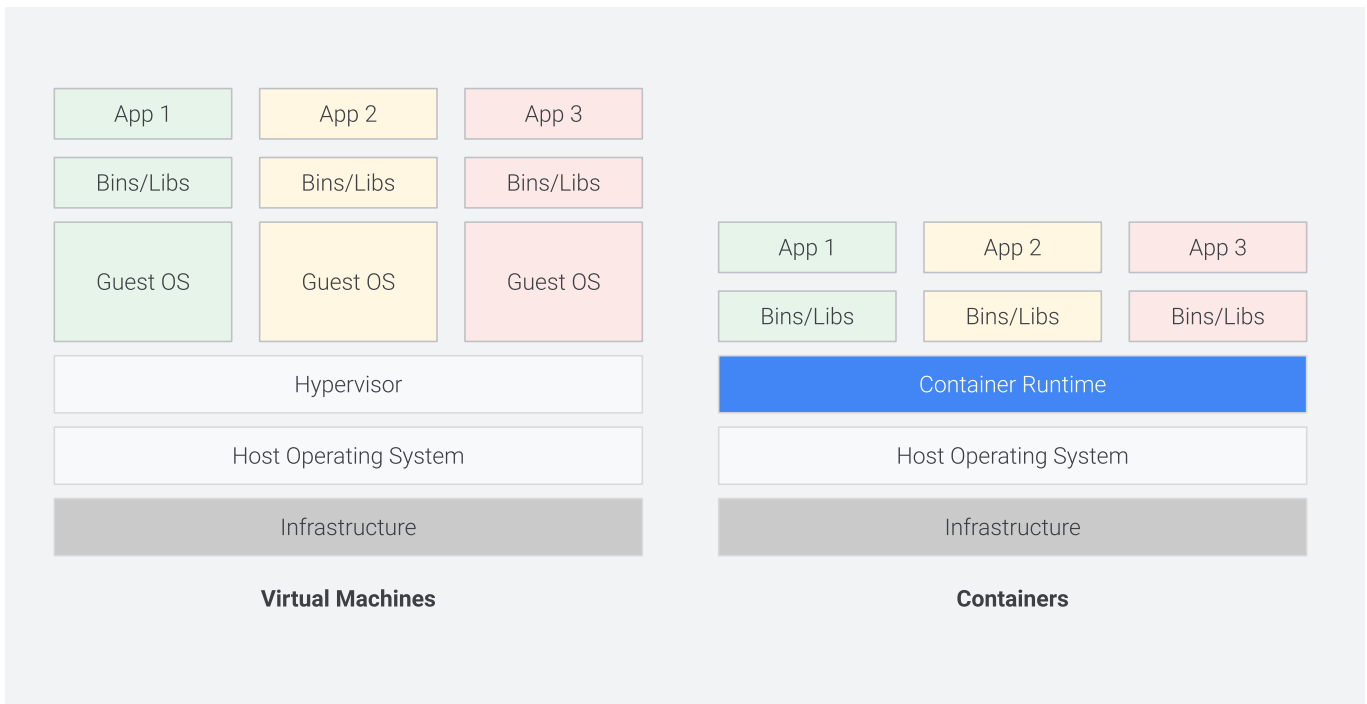 App 1
App 2
App 3
Bins/Libs
Bins/Libs
Bins/Libs
Guest OS
Guest OS
Guest OS
Hypervisor
Host Operating System
Infrastructure
Virtual Machines
App 1
App 2
App 3
Bins/Libs
Bins/Libs
Bins/Libs
Container Runtime
Host Operating System
Infrastructure
Containers